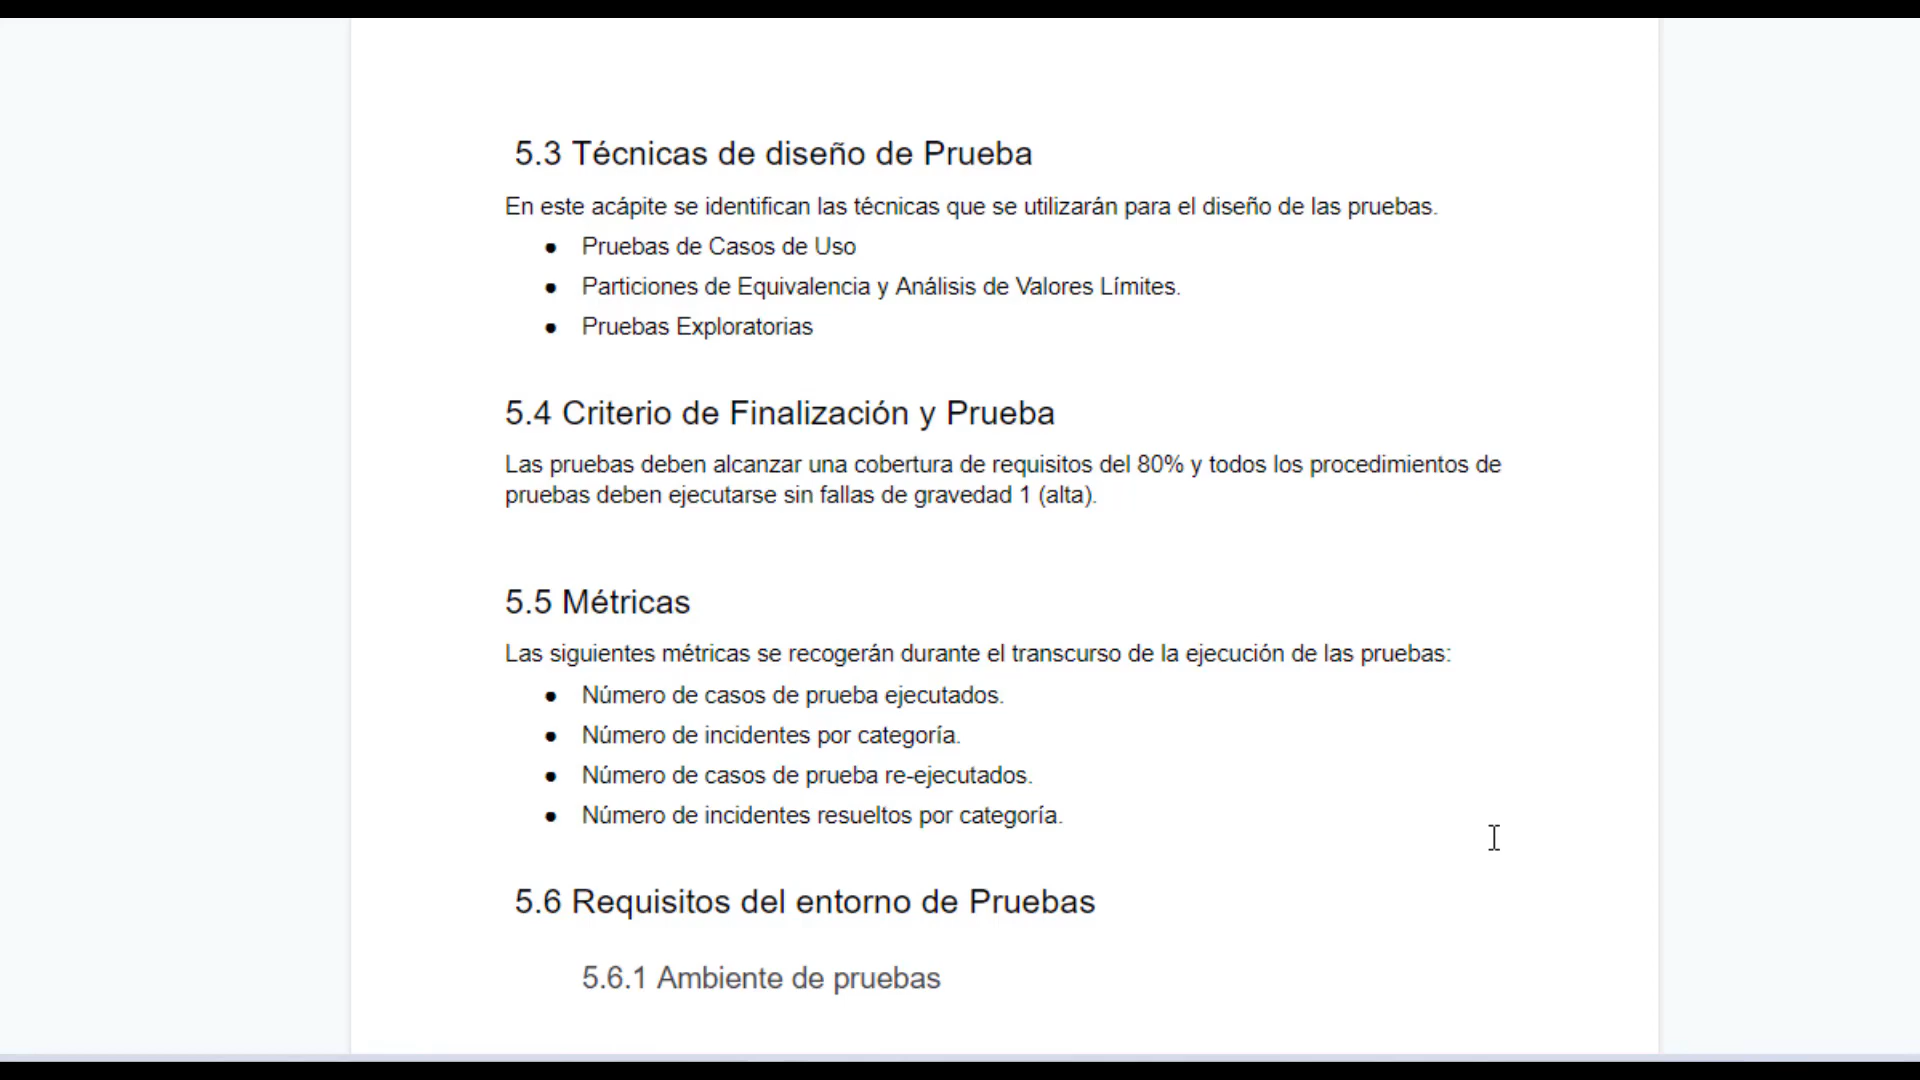 5.3 Técnicas de diseño de Prueba
En este acápite se identifican las técnicas que se utilizarán para el diseño de las pruebas.
● Pruebas de Casos de Uso
● Particiones de Equivalencia y Análisis de Valores Límites.
● Pruebas Exploratorias
5.4 Criterio de Finalización y Prueba
Las pruebas deben alcanzar una cobertura de requisitos del 80% y todos los procedimientos de
pruebas deben ejecutarse sin fallas de gravedad 1 (alta).
5.5 Métricas
Las siguientes métricas se recogerán durante el transcurso de la ejecución de las pruebas:
● Número de casos de prueba ejecutados.
● Número de incidentes por categoría.
● Número de casos de prueba re-ejecutados.
● Número de incidentes resueltos por categoría.
5.6 Requisitos del entorno de Pruebas
5.6.1 Ambiente de pruebas